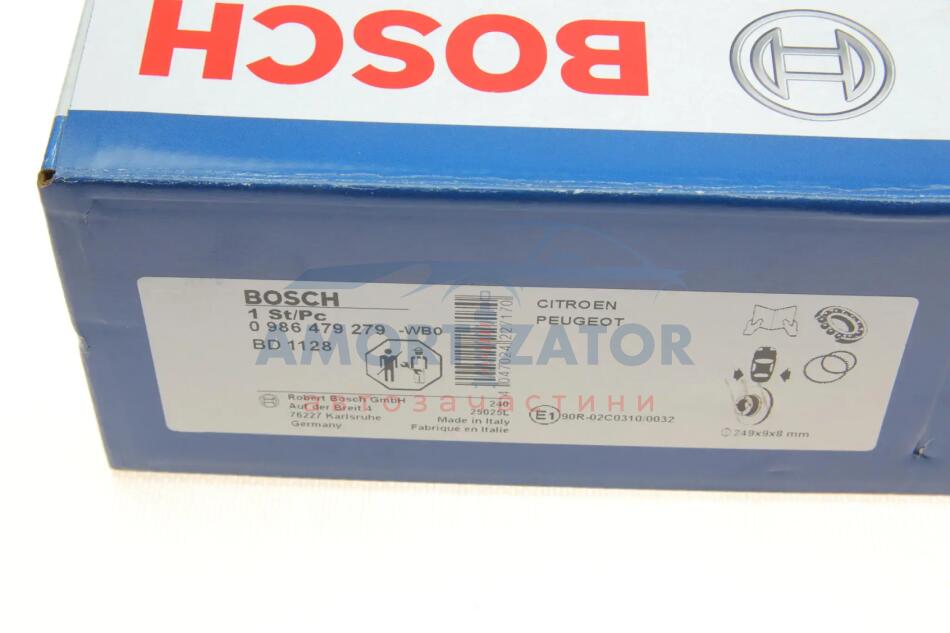 BOSCH
BOSCH
1 St/Pc
0 986 479 279 -WB0
BD 1128
Robert Bosch GmbH
Auf der Breit 4
76227 Karlsruhe
Germany
240
25025L
Made in Italy
Fabrique en Italie
CITROEN
PEUGEOT
E1 90R-02C0310/0032
249x9x8 mm
AMORTIZATOR
автозапчастини